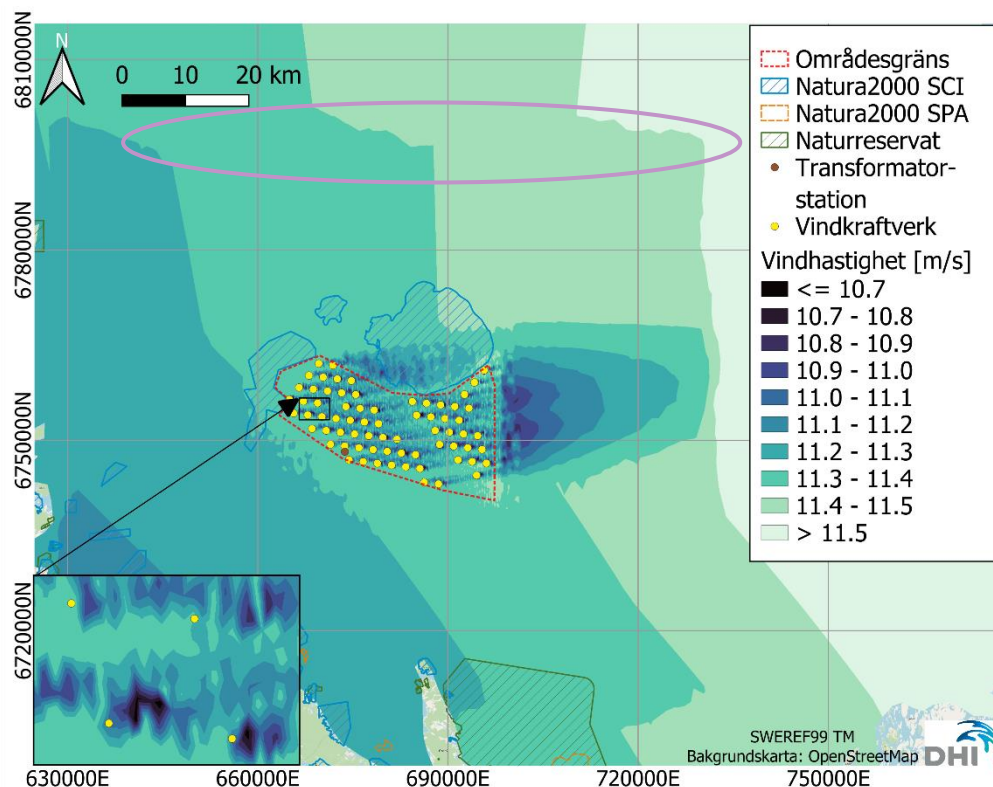 N
0 10 20 km
6810000N
6780000N
6750000N
6720000N
630000E 660000E 690000E 720000E 750000E
Områdesgräns
Natura2000 SCI
Natura2000 SPA
Naturreservat
Transformator-
station
Vindkraftverk
Vindhastighet [m/s]
<= 10.7
10.7 - 10.8
10.8 - 10.9
10.9 - 11.0
11.0 - 11.1
11.1 - 11.2
11.2 - 11.3
11.3 - 11.4
11.4 - 11.5
> 11.5
SWEREF99 TM
Bakgrundskarta: OpenStreetMap
DHI